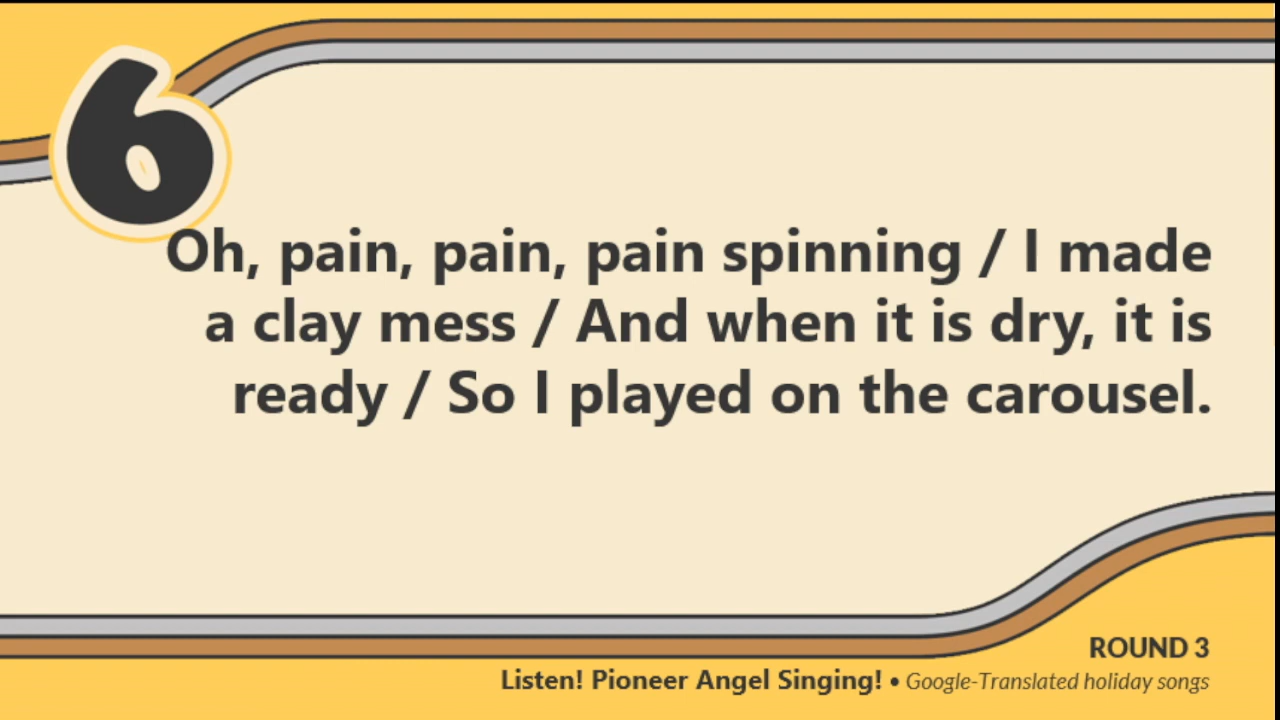 6
Oh, pain, pain, pain spinning / I made
a clay mess / And when it is dry, it is
ready / So I played on the carousel.
ROUND 3
Listen! Pioneer Angel Singing! • Google-Translated holiday songs